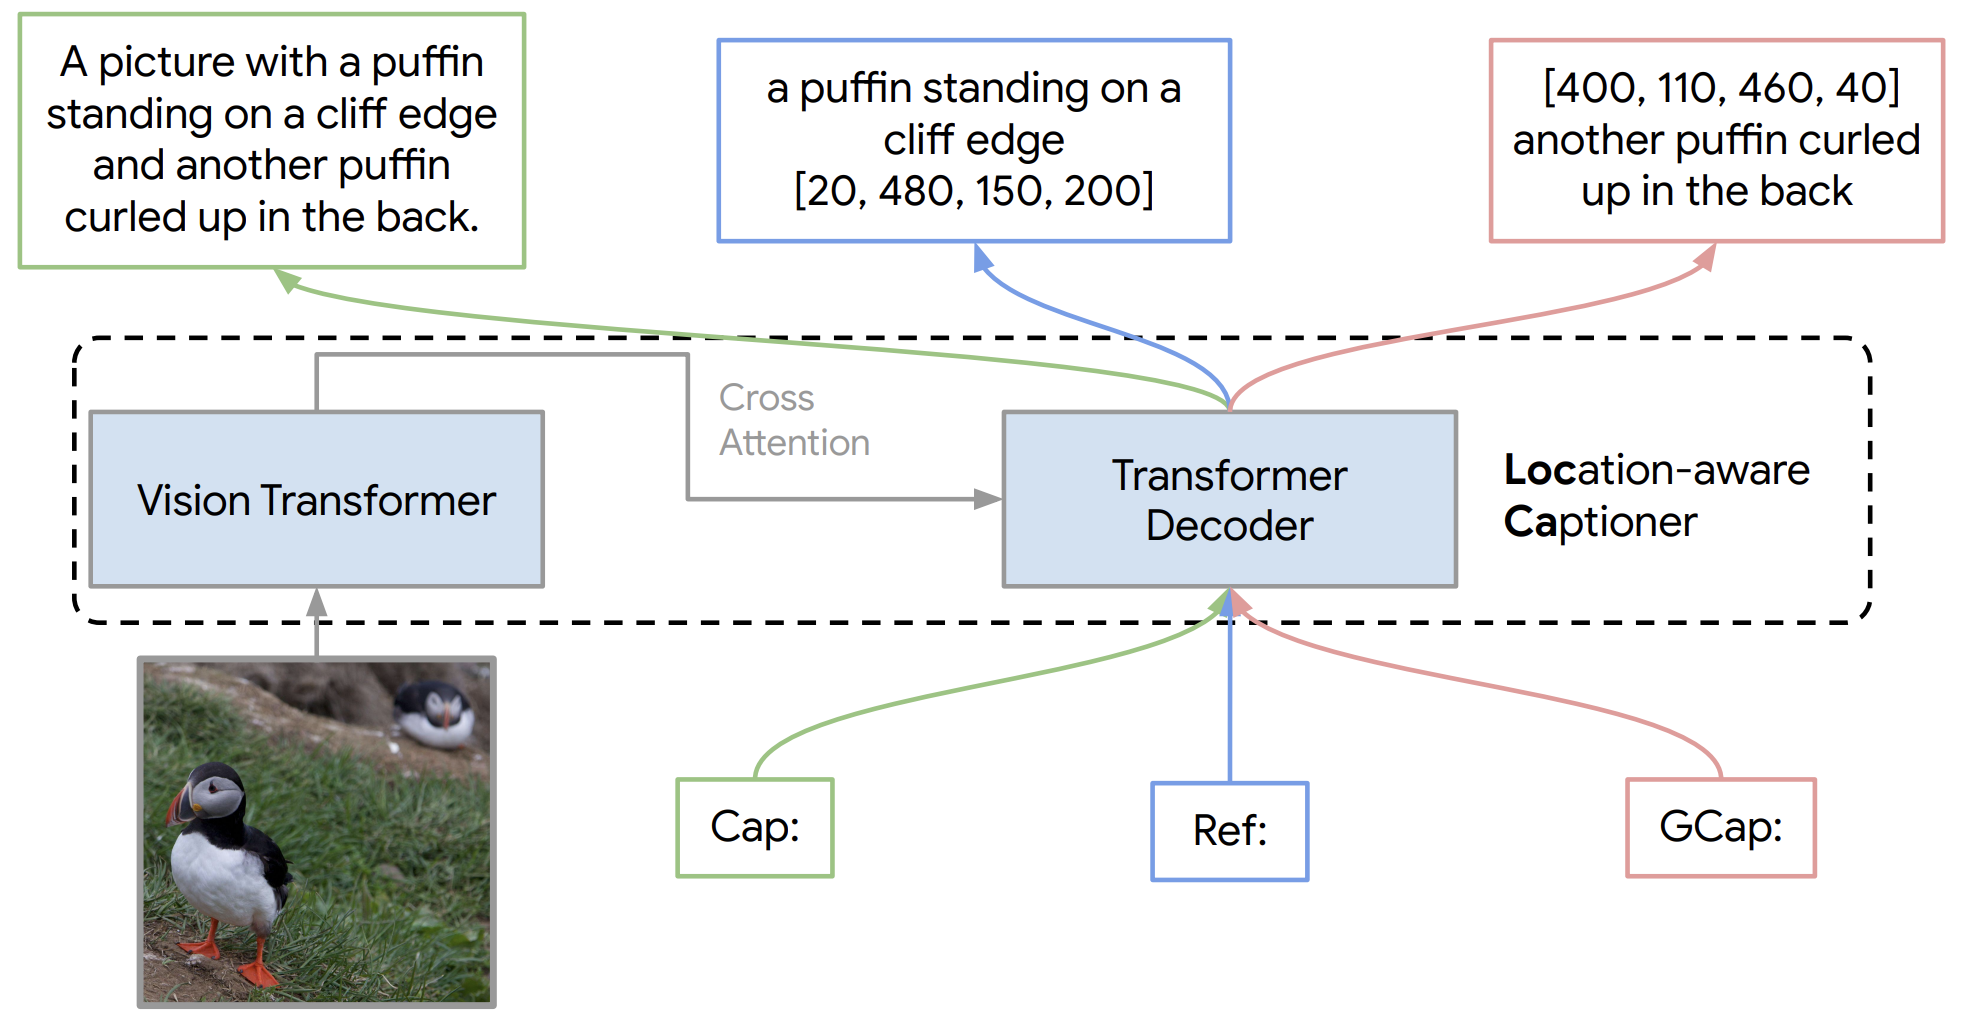 A picture with a puffin
standing on a cliff edge
and another puffin
curled up in the back.
a puffin standing on a
cliff edge
[20, 480, 150, 200]
[400, 110, 460, 40]
another puffin curled
up in the back
Cross
Attention
Vision Transformer
Transformer
Decoder
Location-aware
Captioner
Cap:
Ref:
GCap: